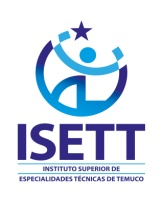 ISETT
INSTITUTO SUPERIOR DE
ESPECIALIDADES TÉCNICAS DE TEMUCO